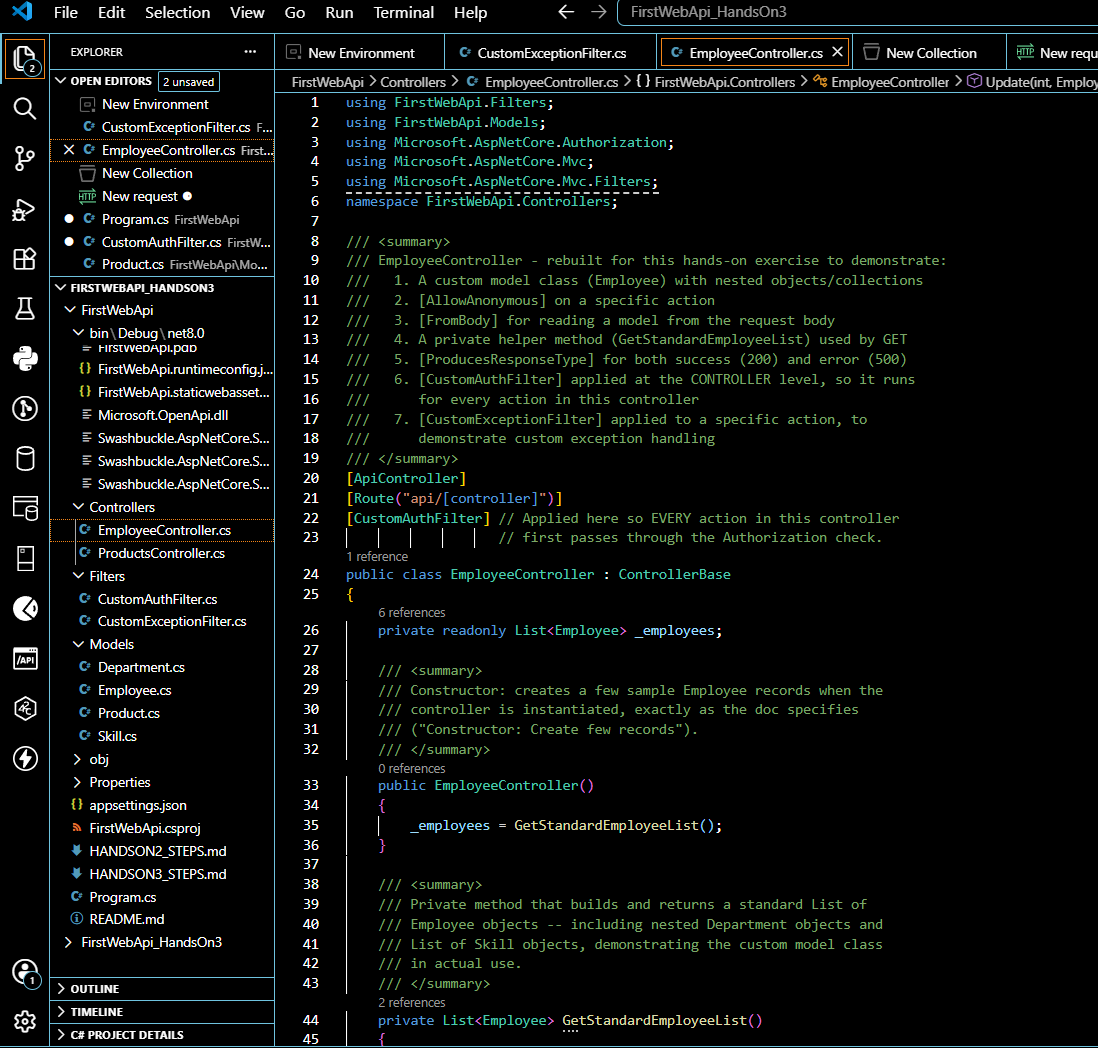 File Edit Selection View Go Run Terminal Help
FirstWebApi_HandsOn3
EXPLORER
OPEN EDITORS 2 unsaved
New Environment
C# CustomExceptionFilter.cs F...
C# EmployeeController.cs First...
New Collection
HTTP New request
C# Program.cs FirstWebApi
C# CustomAuthFilter.cs FirstW...
C# Product.cs FirstWebApi\Mo...
FIRSTWEBAPI_HANDSON3
FirstWebApi
bin\Debug\net8.0
FirstWebApi.pdb
{} FirstWebApi.runtimeconfig.j...
{} FirstWebApi.staticwebasset...
Microsoft.OpenApi.dll
Swashbuckle.AspNetCore.S...
Swashbuckle.AspNetCore.S...
Swashbuckle.AspNetCore.S...
Controllers
C# EmployeeController.cs
C# ProductsController.cs
Filters
C# CustomAuthFilter.cs
C# CustomExceptionFilter.cs
Models
C# Department.cs
C# Employee.cs
C# Product.cs
C# Skill.cs
obj
Properties
{} appsettings.json
FirstWebApi.csproj
HANDSON2_STEPS.md
HANDSON3_STEPS.md
C# Program.cs
README.md
FirstWebApi_HandsOn3
OUTLINE
TIMELINE
C# PROJECT DETAILS
2
/API
1
New Environment
C# CustomExceptionFilter.cs
C# EmployeeController.cs
New Collection
HTTP New requ
FirstWebApi > Controllers > C# EmployeeController.cs > {} FirstWebApi.Controllers > EmployeeController > Update(int, Employ
1 using FirstWebApi.Filters;
2 using FirstWebApi.Models;
3 using Microsoft.AspNetCore.Authorization;
4 using Microsoft.AspNetCore.Mvc;
5 using Microsoft.AspNetCore.Mvc.Filters;
6 namespace FirstWebApi.Controllers;
7
8 /// <summary>
9 /// EmployeeController - rebuilt for this hands-on exercise to demonstrate:
10 ///   1. A custom model class (Employee) with nested objects/collections
11 ///   2. [AllowAnonymous] on a specific action
12 ///   3. [FromBody] for reading a model from the request body
13 ///   4. A private helper method (GetStandardEmployeeList) used by GET
14 ///   5. [ProducesResponseType] for both success (200) and error (500)
15 ///   6. [CustomAuthFilter] applied at the CONTROLLER level, so it runs
16 ///      for every action in this controller
17 ///   7. [CustomExceptionFilter] applied to a specific action, to
18 ///      demonstrate custom exception handling
19 /// </summary>
20 [ApiController]
21 [Route("api/[controller]")]
22 [CustomAuthFilter] // Applied here so EVERY action in this controller
23                    // first passes through the Authorization check.
1 reference
24 public class EmployeeController : ControllerBase
25 {
6 references
26     private readonly List<Employee> _employees;
27
28     /// <summary>
29     /// Constructor: creates a few sample Employee records when the
30     /// controller is instantiated, exactly as the doc specifies
31     /// ("Constructor: Create few records").
32     /// </summary>
0 references
33     public EmployeeController()
34     {
35         _employees = GetStandardEmployeeList();
36     }
37
38     /// <summary>
39     /// Private method that builds and returns a standard List of
40     /// Employee objects -- including nested Department objects and
41     /// List of Skill objects, demonstrating the custom model class
42     /// in actual use.
43     /// </summary>
2 references
44     private List<Employee> GetStandardEmployeeList()
45     {